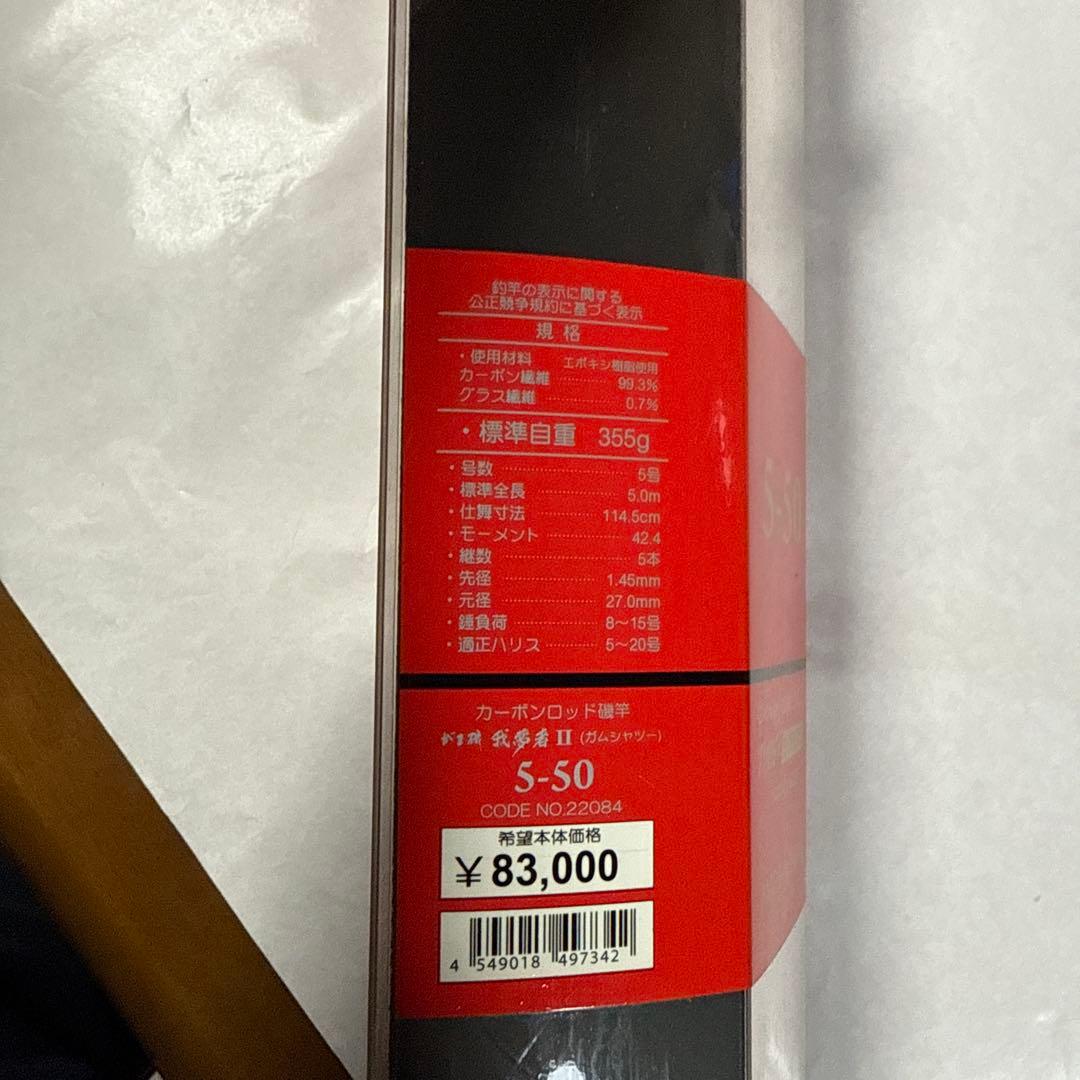 釣竿の表示に関する
公正競争規約に基づく表示
規格
・使用材料 エポキシ樹脂使用
カーボン繊維 ………… 99.3%
グラス繊維 ………… 0.7%
・標準自重 355g
・号数 ………… 5号
・標準全長 ………… 5.0m
・仕舞寸法 ………… 114.5cm
・モーメント ………… 42.4
・継数 ………… 5本
・先径 ………… 1.45mm
・元径 ………… 27.0mm
・錘負荷 ………… 8〜15号
・適正ハリス ………… 5〜20号
カーボンロッド磯竿
がま磯 我夢者II (ガムシャツー)
5-50
CODE NO.22084
希望本体価格
¥83,000
4 549018 497342
5-50